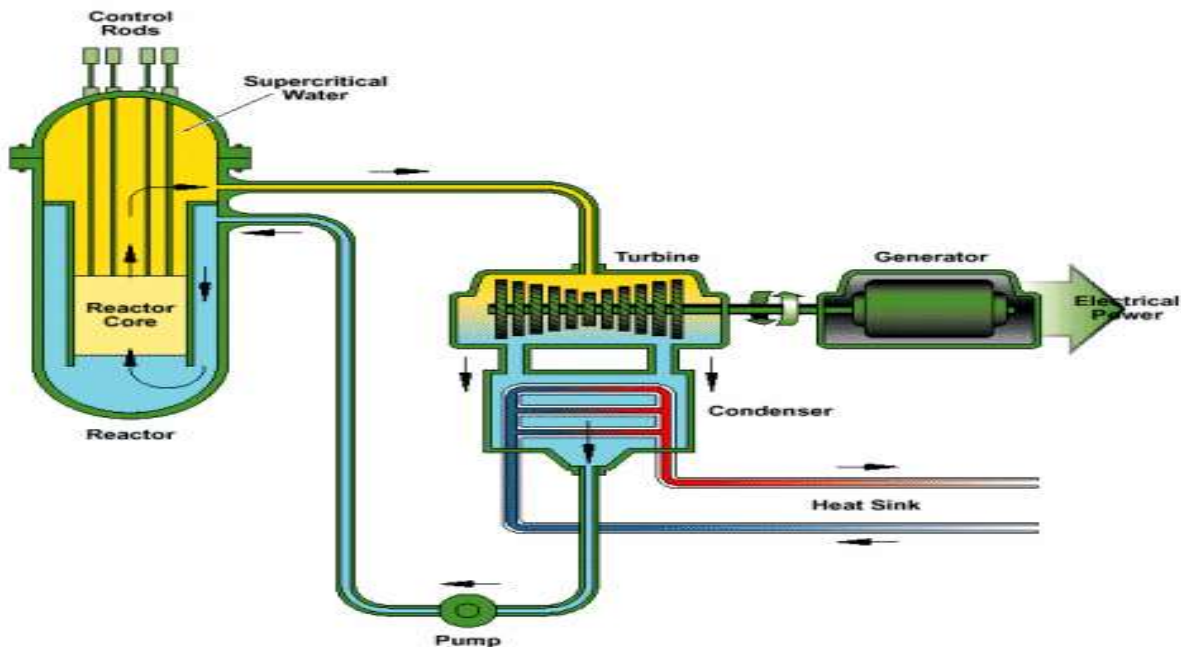 Control
Rods
Supercritical
Water
Turbine
Generator
Reactor
Core
Electrical
Power
Condenser
Reactor
Heat Sink
Pump